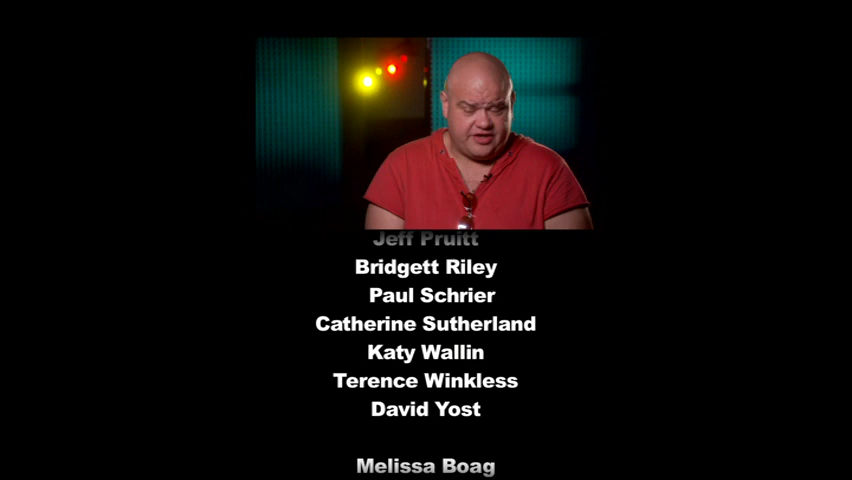 Jeff Pruitt
Bridgett Riley
Paul Schrier
Catherine Sutherland
Katy Wallin
Terence Winkless
David Yost
Melissa Boag